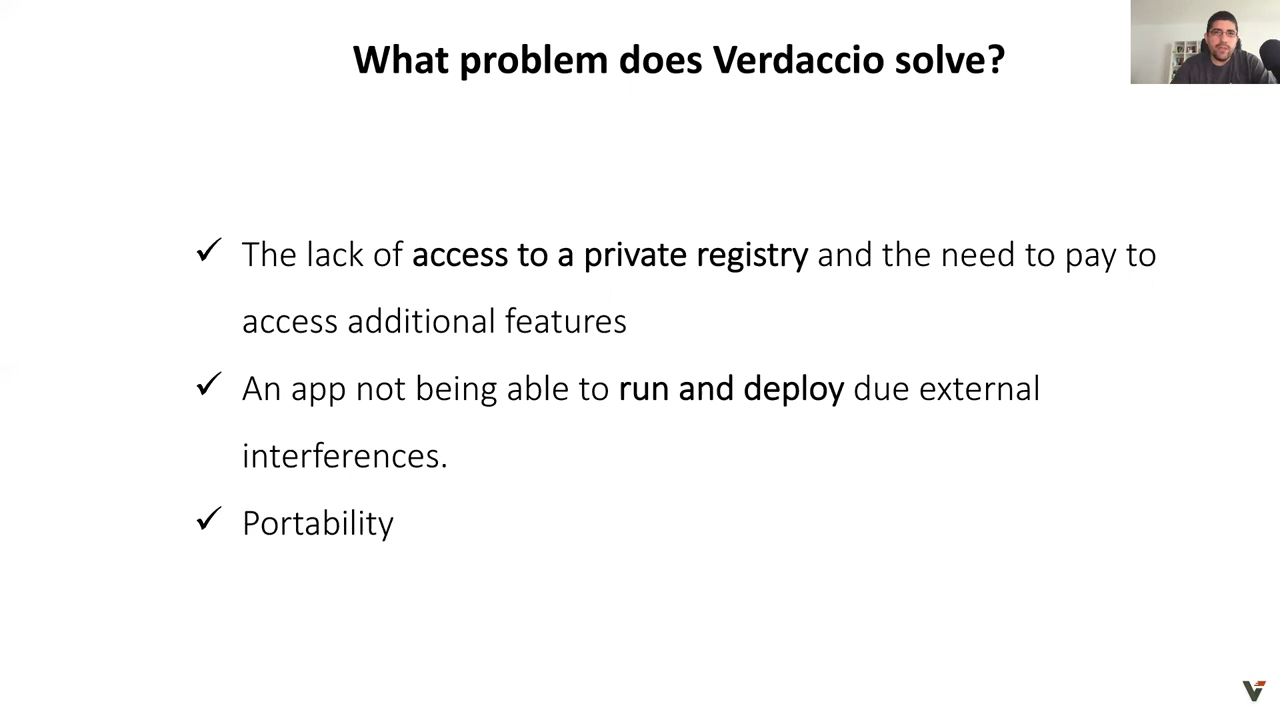 What problem does Verdaccio solve?
The lack of access to a private registry and the need to pay to
access additional features
An app not being able to run and deploy due external
interferences.
Portability